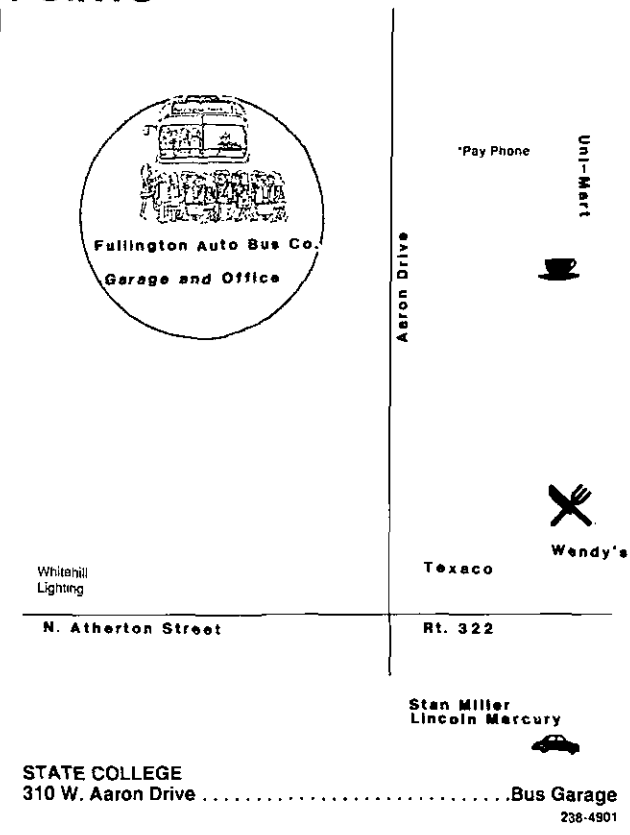 *Pay Phone
Uni-Mart
Fullington Auto Bus Co.
Garage and Office
Aaron Drive
Wendy's
Texaco
Whitehill
Lighting
N. Atherton Street
Rt. 322
Stan Miller
Lincoln Mercury
STATE COLLEGE
310 W. Aaron Drive ...............................Bus Garage
238-4901